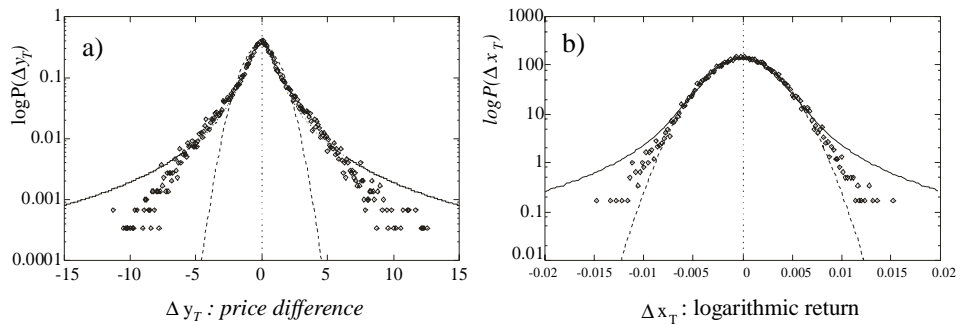 a)
logP(Δy_T)
1.0
0.1
0.01
0.001
0.0001
-15 -10 -5 0 5 10 15
Δy_T : price difference
b)
logP(Δx_T)
1000
100
10
1
0.1
0.01
-0.02 -0.015 -0.01 -0.005 0 0.005 0.01 0.015 0.02
Δx_T : logarithmic return